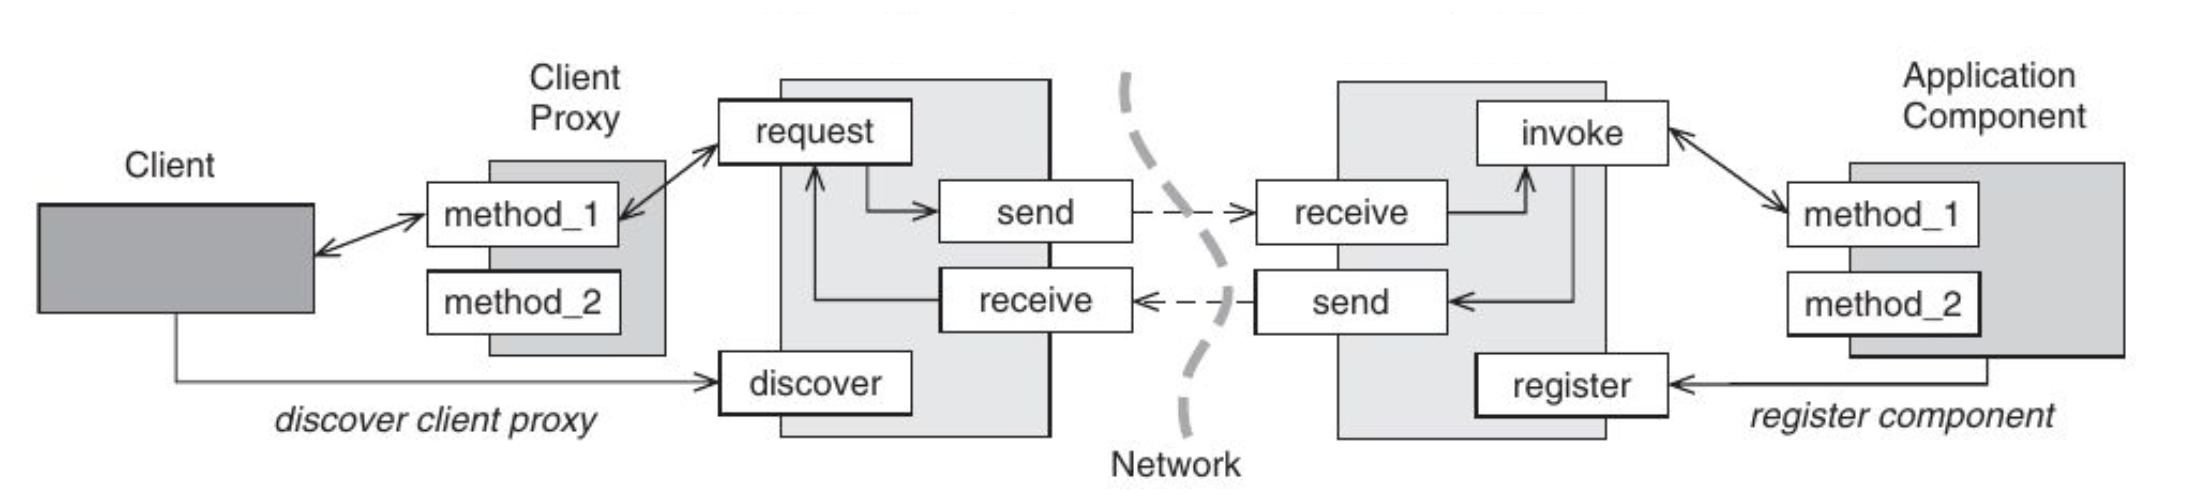 Client
Client
Proxy
method_1
method_2
request
send
receive
discover
discover client proxy
Network
receive
send
invoke
register
Application
Component
method_1
method_2
register component